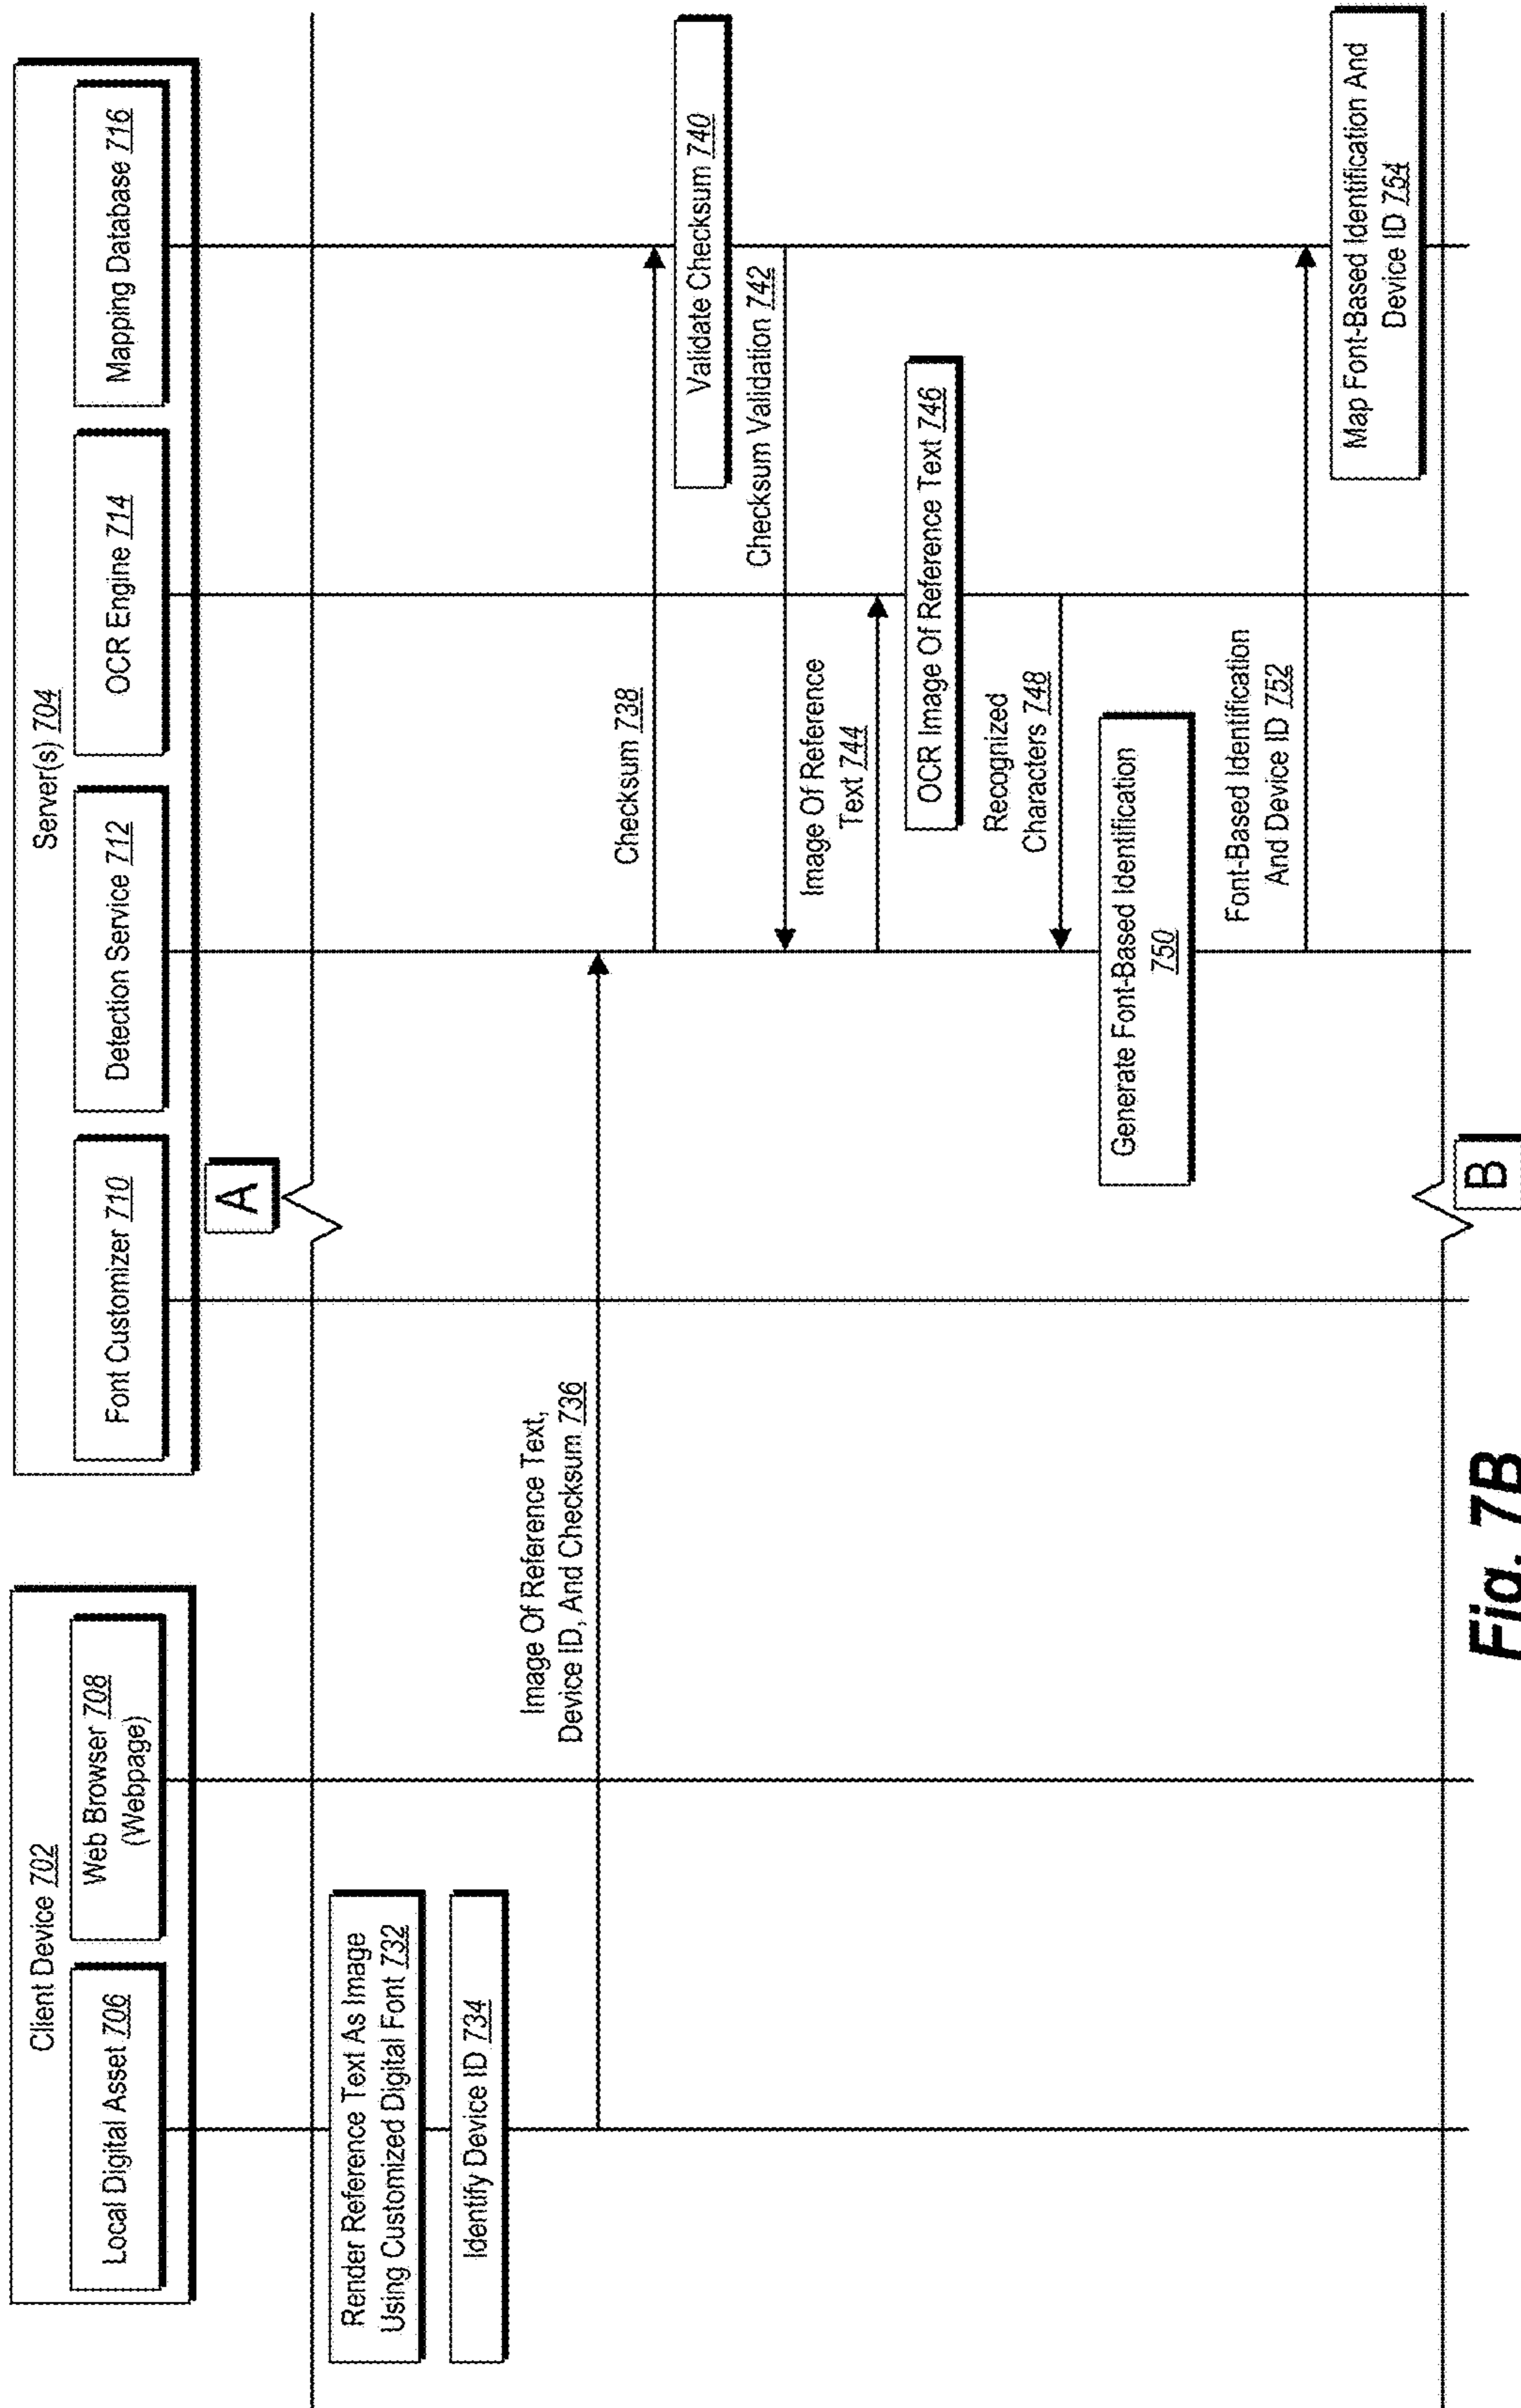 Client Device 702
Local Digital Asset 706
Web Browser 708
(Webpage)
Server(s) 704
Font Customizer 710
Detection Service 712
OCR Engine 714
Mapping Database 716
A
Render Reference Text As Image
Using Customized Digital Font 732
Identify Device ID 734
Image Of Reference Text,
Device ID, And Checksum 736
Checksum 738
Validate Checksum 740
Checksum Validation 742
Image Of Reference
Text 744
OCR Image Of Reference Text 746
Recognized
Characters 748
Generate Font-Based Identification
750
Font-Based Identification
And Device ID 752
Map Font-Based Identification And
Device ID 754
B
Fig. 7B